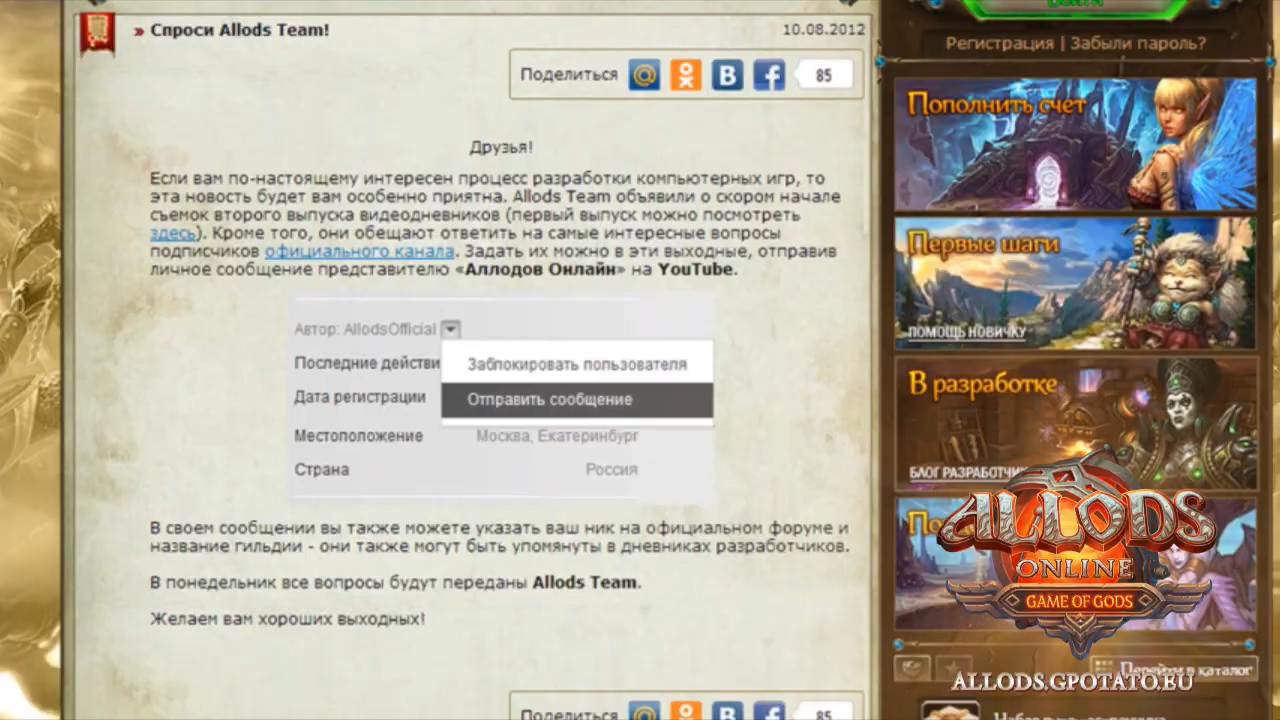 » Спроси Allods Team!
10.08.2012
Поделиться
85
Друзья!
Если вам по-настоящему интересен процесс разработки компьютерных игр, то
эта новость будет вам особенно приятна. Allods Team объявили о скором начале
съемок второго выпуска видеодневников (первый выпуск можно посмотреть
здесь). Кроме того, они обещают ответить на самые интересные вопросы
подписчиков официального канала. Задать их можно в эти выходные, отправив
личное сообщение представителю «Аллодов Онлайн» на YouTube.
Автор: AllodsOfficial
Последние действи
Заблокировать пользователя
Дата регистрации
Отправить сообщение
Местоположение
Москва, Екатеринбург
Страна
Россия
В своем сообщении вы также можете указать ваш ник на официальном форуме и
название гильдии - они также могут быть упомянуты в дневниках разработчиков.
В понедельник все вопросы будут переданы Allods Team.
Желаем вам хороших выходных!
Поделиться
85
Войти
Регистрация | Забыли пароль?
Пополнить счет
Первые шаги
ПОМОЩЬ НОВИЧКУ
В разработке
БЛОГ РАЗРАБОТЧИ
ALLODS
ONLINE
GAME OF GODS
Перейти в каталог
ALLODS.GPOTATO.EU